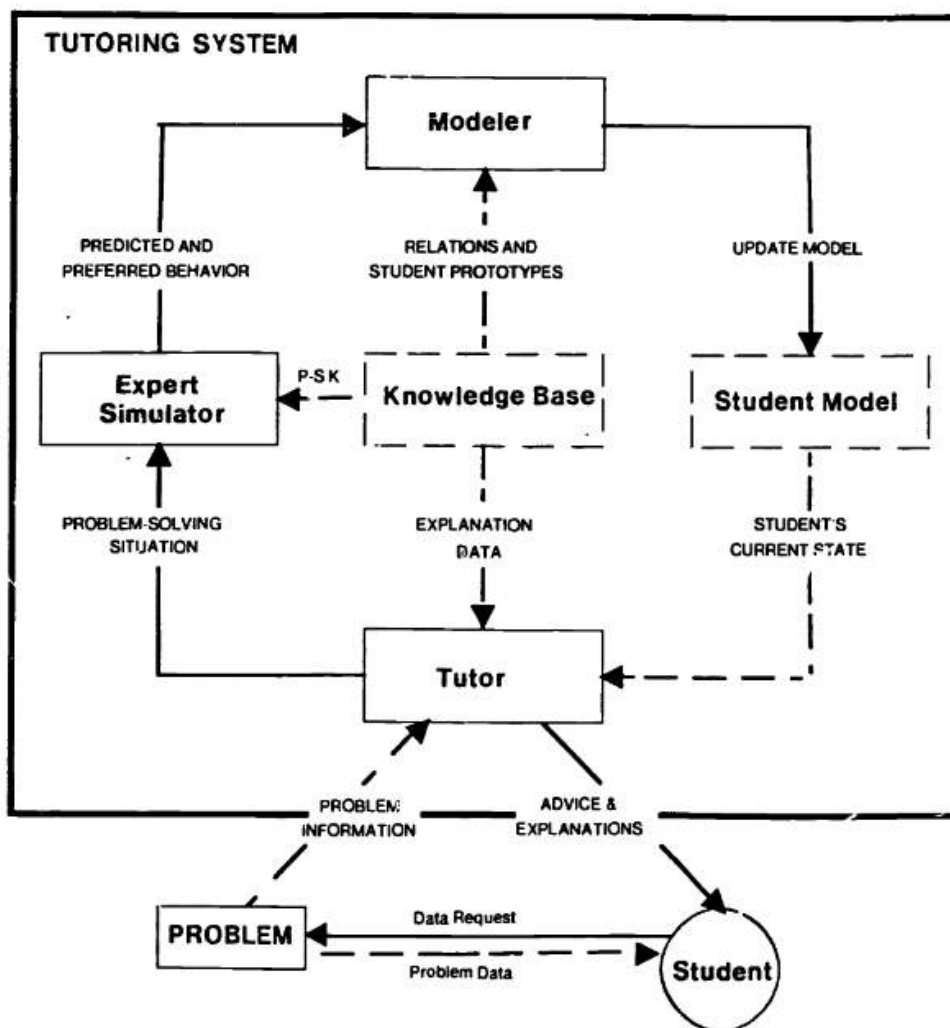 TUTORING SYSTEM
Modeler
PREDICTED AND
PREFERRED BEHAVIOR
RELATIONS AND
STUDENT PROTOTYPES
UPDATE MODEL
Expert
Simulator
P-SK
Knowledge Base
Student Model
PROBLEM-SOLVING
SITUATION
EXPLANATION
DATA
STUDENT'S
CURRENT STATE
Tutor
PROBLEM
INFORMATION
ADVICE &
EXPLANATIONS
PROBLEM
Data Request
Problem Data
Student